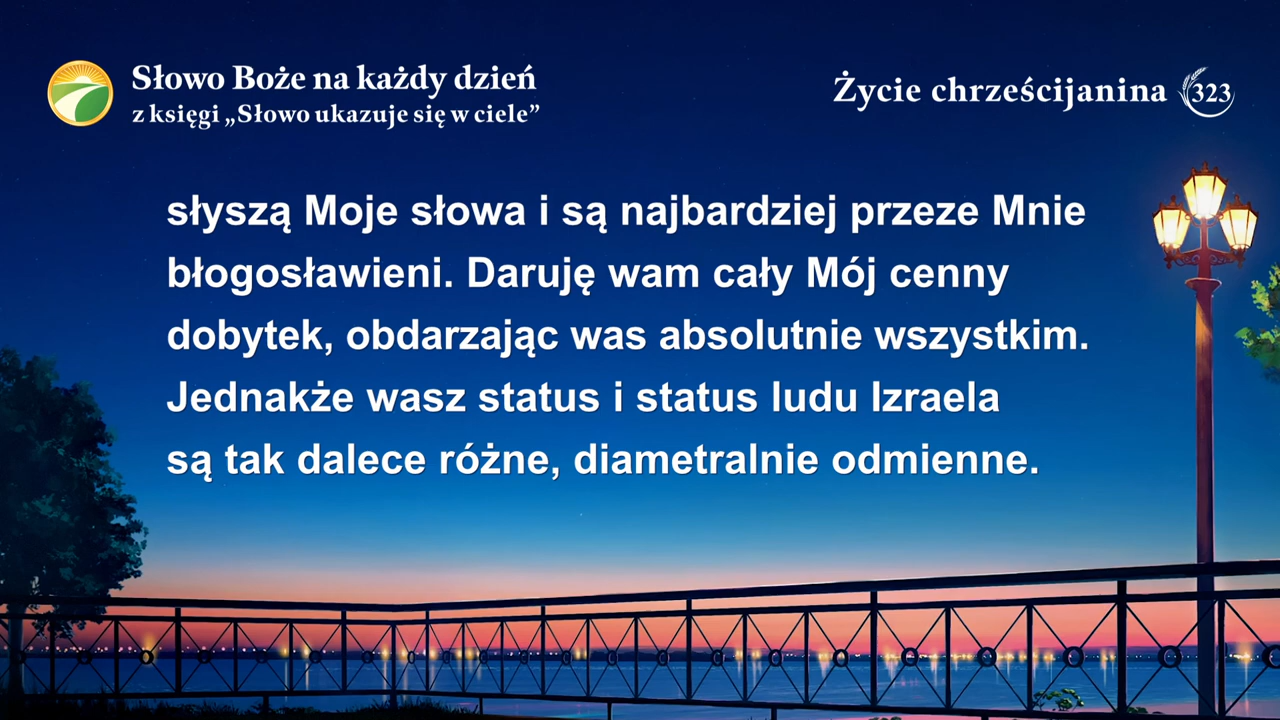 Słowo Boże na każdy dzień
z księgi „Słowo ukazuje się w ciele”
Życie chrześcijanina 323
słyszą Moje słowa i są najbardziej przeze Mnie
błogosławieni. Daruję wam cały Mój cenny
dobytek, obdarzając was absolutnie wszystkim.
Jednakże wasz status i status ludu Izraela
są tak dalece różne, diametralnie odmienne.